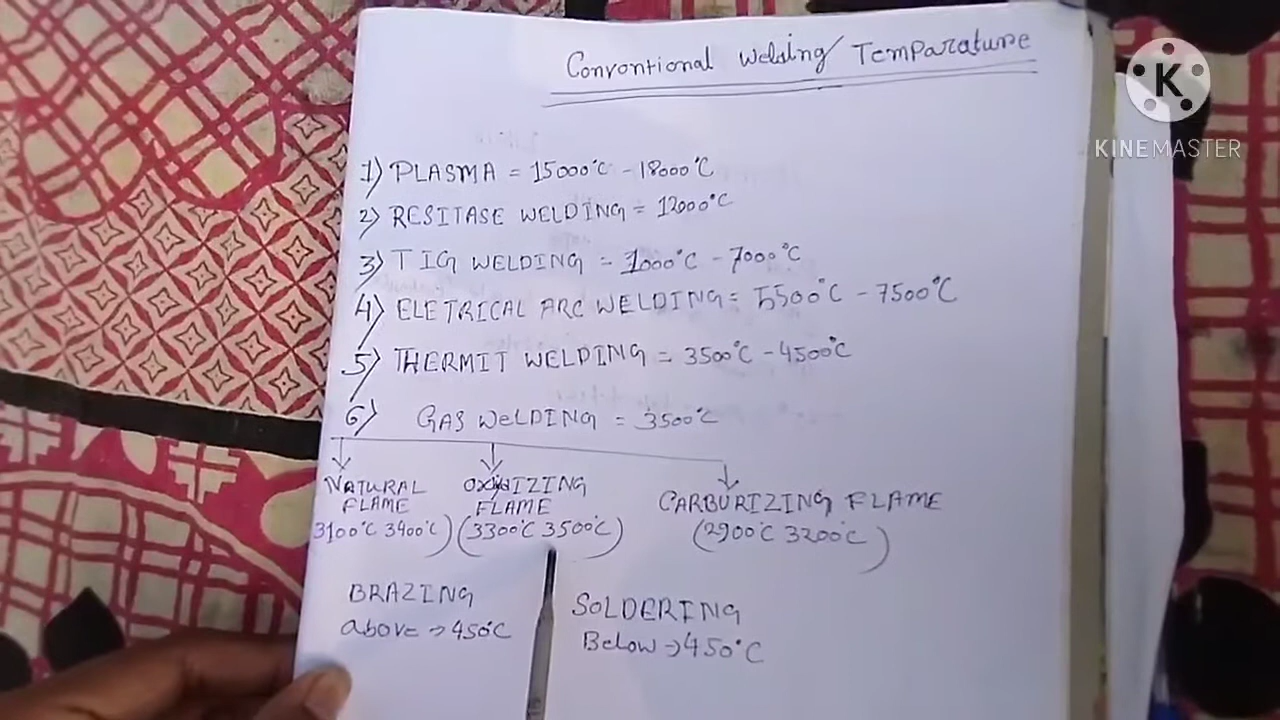 Convontional Welding Temparature
K
KINEMASTER
1) PLASMA = 15000°C - 18000°C
2) RESITASE WELDING = 12000°C
3) TIG WELDING = 1000°C - 7000°C
4) ELETRICAL ARC WELDING = 5500°C - 7500°C
5) THERMIT WELDING = 3500°C - 4500°C
6) GAS WeLDING = 3500°C
NATURAL FLAME
3100°C 3400°C)
OXIDIZING FLAME
(3300°C 3500°C)
CARBURIZING FLAME
(2900°C 3200°C)
BRAZING
above → 450°C
SOLDERING
Below → 450°C